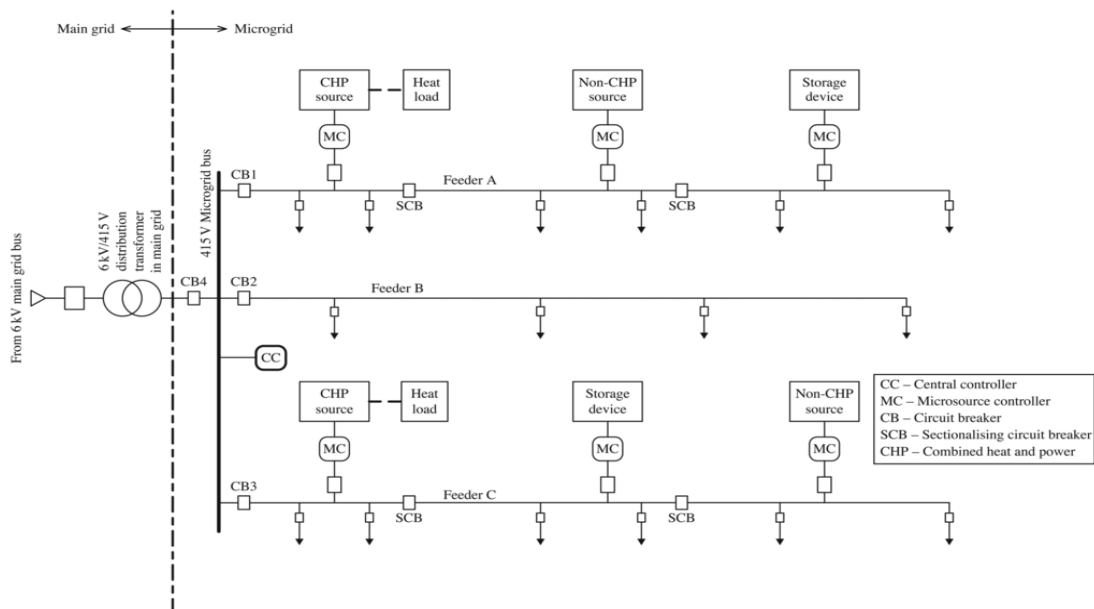 Main grid
Microgrid
CHP
source
Heat
load
Non-CHP
source
Storage
device
MC
MC
MC
CB1
Feeder A
SCB
SCB
415 V Microgrid bus
6 kV/415 V
distribution
transformer
in main grid
From 6 kV main grid bus
CB4
CB2
Feeder B
CC
CHP
source
Heat
load
Storage
device
Non-CHP
source
MC
MC
MC
CB3
Feeder C
SCB
SCB
CC – Central controller
MC – Microsource controller
CB – Circuit breaker
SCB – Sectionalising circuit breaker
CHP – Combined heat and power